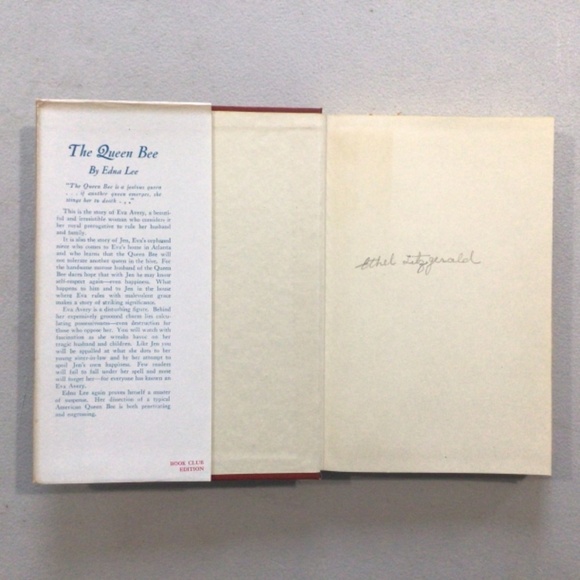 The Queen Bee
By Edna Lee
"The Queen Bee is a jealous queen
. . . if another queen emerges, she
stings her to death . . ."
This is the story of Eva Avery, a beauti-
ful and irresistible woman who considers it
her royal prerogative to rule her husband
and family.
It is also the story of Jen, Eva's orphaned
niece who comes to Eva's home in Atlanta
and who learns that the Queen Bee will
not tolerate another queen in the hive. For
the handsome morose husband of the Queen
Bee dares hope that with Jen he may know
self-respect again—even happiness. What
happens to him and to Jen in the house
where Eva rules with malevolent grace
makes a story of striking significance.
Eva Avery is a disturbing figure. Behind
her expensively groomed charm lies calcu-
lating possessiveness—even destruction for
those who oppose her. You will watch with
fascination as she wreaks havoc on her
tragic husband and children. Like Jen you
will be appalled at what she does to her
young sister-in-law and by her attempt to
spoil Jen's own happiness. Few readers
will fail to fall under her spell and most
will longer her—for everyone has known an
Eva Avery.
Edna Lee again proves herself a master
of suspense. Her dissection of a typical
American Queen Bee is both penetrating
and engrossing.
BOOK CLUB
EDITION
Ethel Fitzgerald